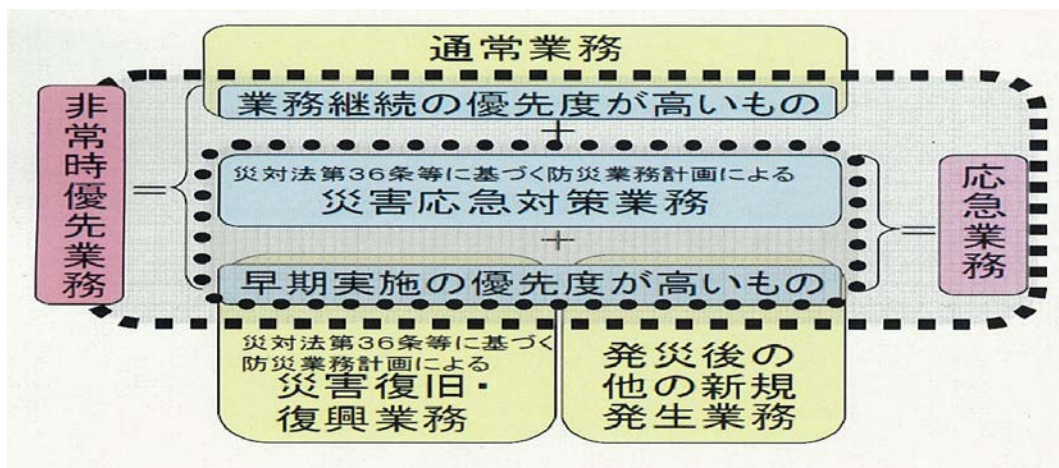 通常業務
業務継続の優先度が高いもの
+
災対法第36条等に基づく防災業務計画による
災害応急対策業務
+
早期実施の優先度が高いもの
災対法第36条等に基づく
防災業務計画による
災害復旧・
復興業務
発災後の
他の新規
発生業務
非常時優先業務
=
=
応急業務